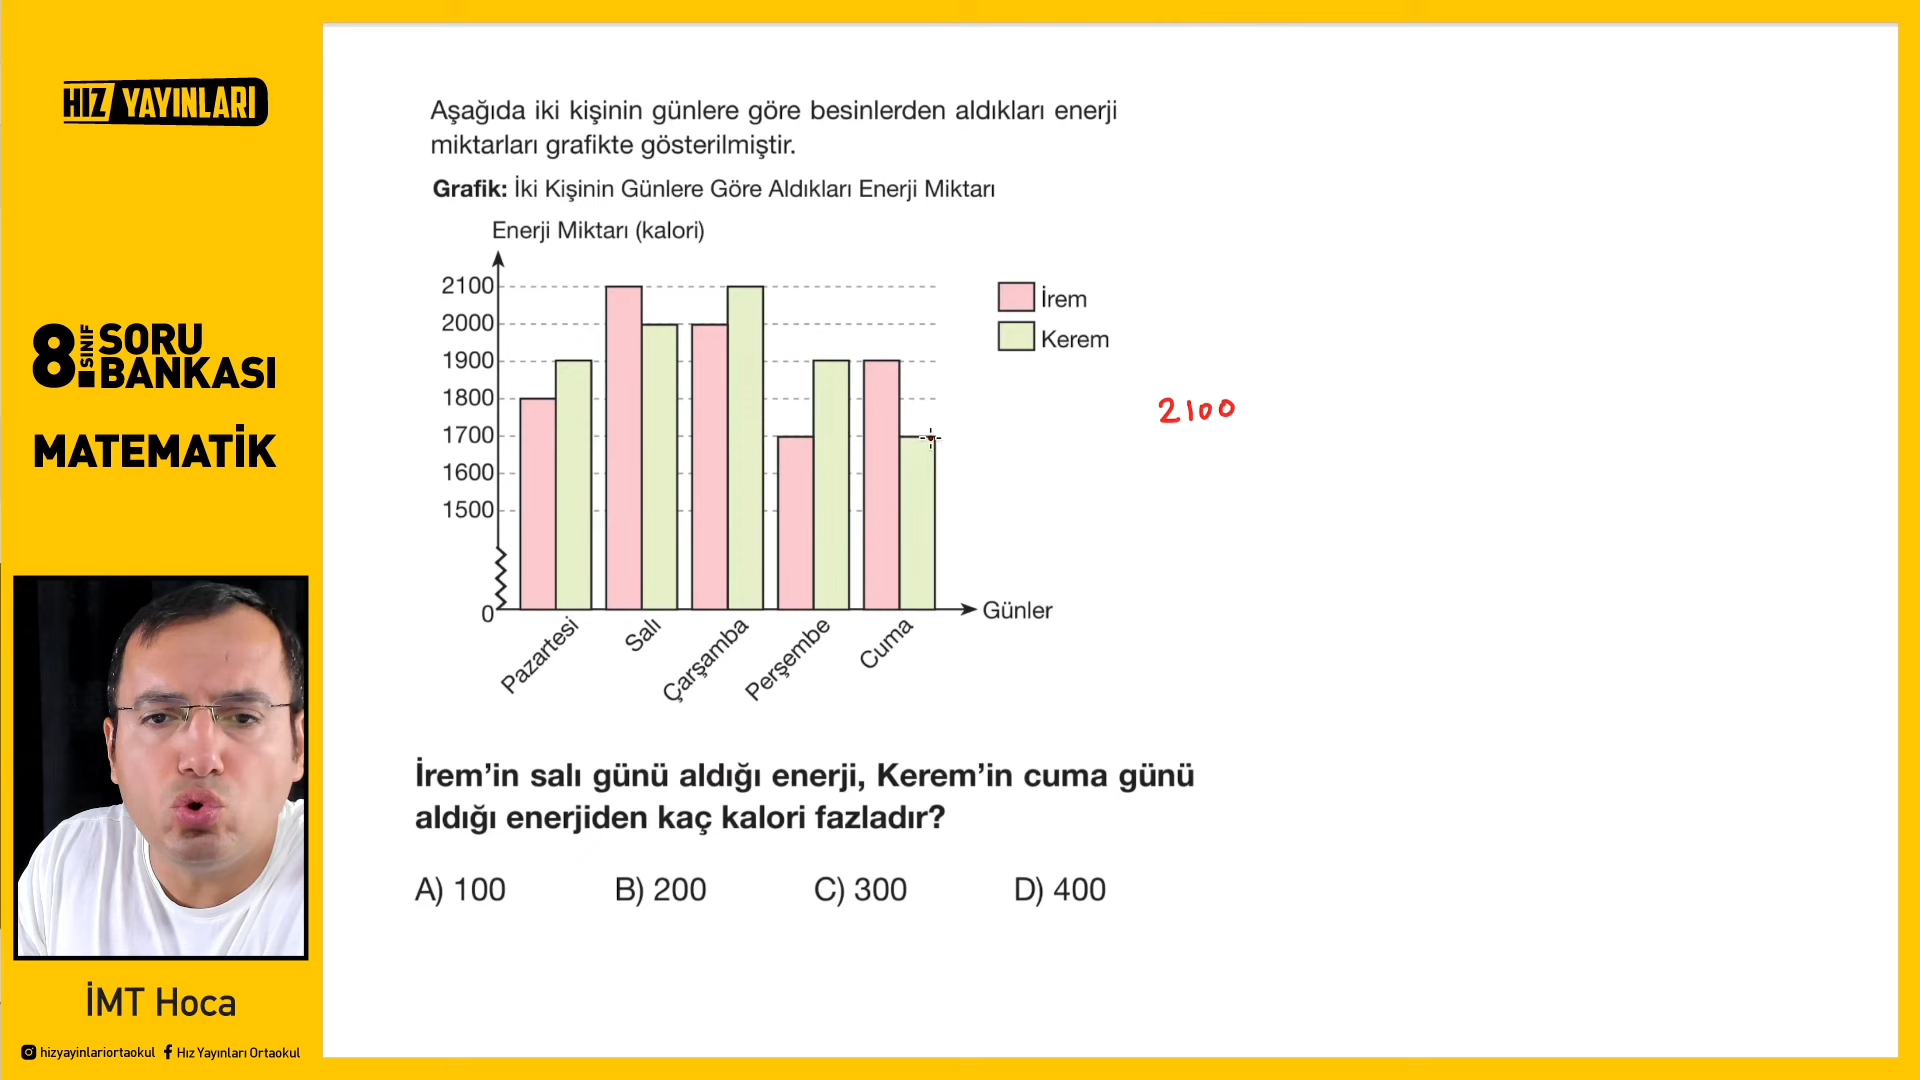 HIZ YAYINLARI
8. SINIF SORU BANKASI
MATEMATİK
Aşağıda iki kişinin günlere göre besinlerden aldıkları enerji
miktarları grafikte gösterilmiştir.
Grafik: İki Kişinin Günlere Göre Aldıkları Enerji Miktarı
Enerji Miktarı (kalori)
2100
2000
1900
1800
1700
1600
1500
0
Pazartesi
Salı
Çarşamba
Perşembe
Cuma
Günler
İrem
Kerem
2100
İrem’in salı günü aldığı enerji, Kerem’in cuma günü
aldığı enerjiden kaç kalori fazladır?
A) 100 B) 200 C) 300 D) 400
İMT Hoca
hizyayinlariortaokul Hız Yayınları Ortaokul